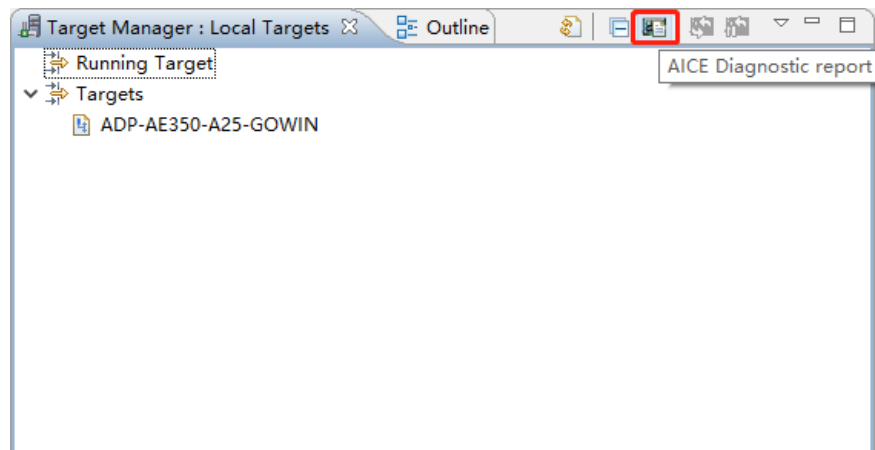 Target Manager : Local Targets Outline
Running Target
AICE Diagnostic report
Targets
ADP-AE350-A25-GOWIN